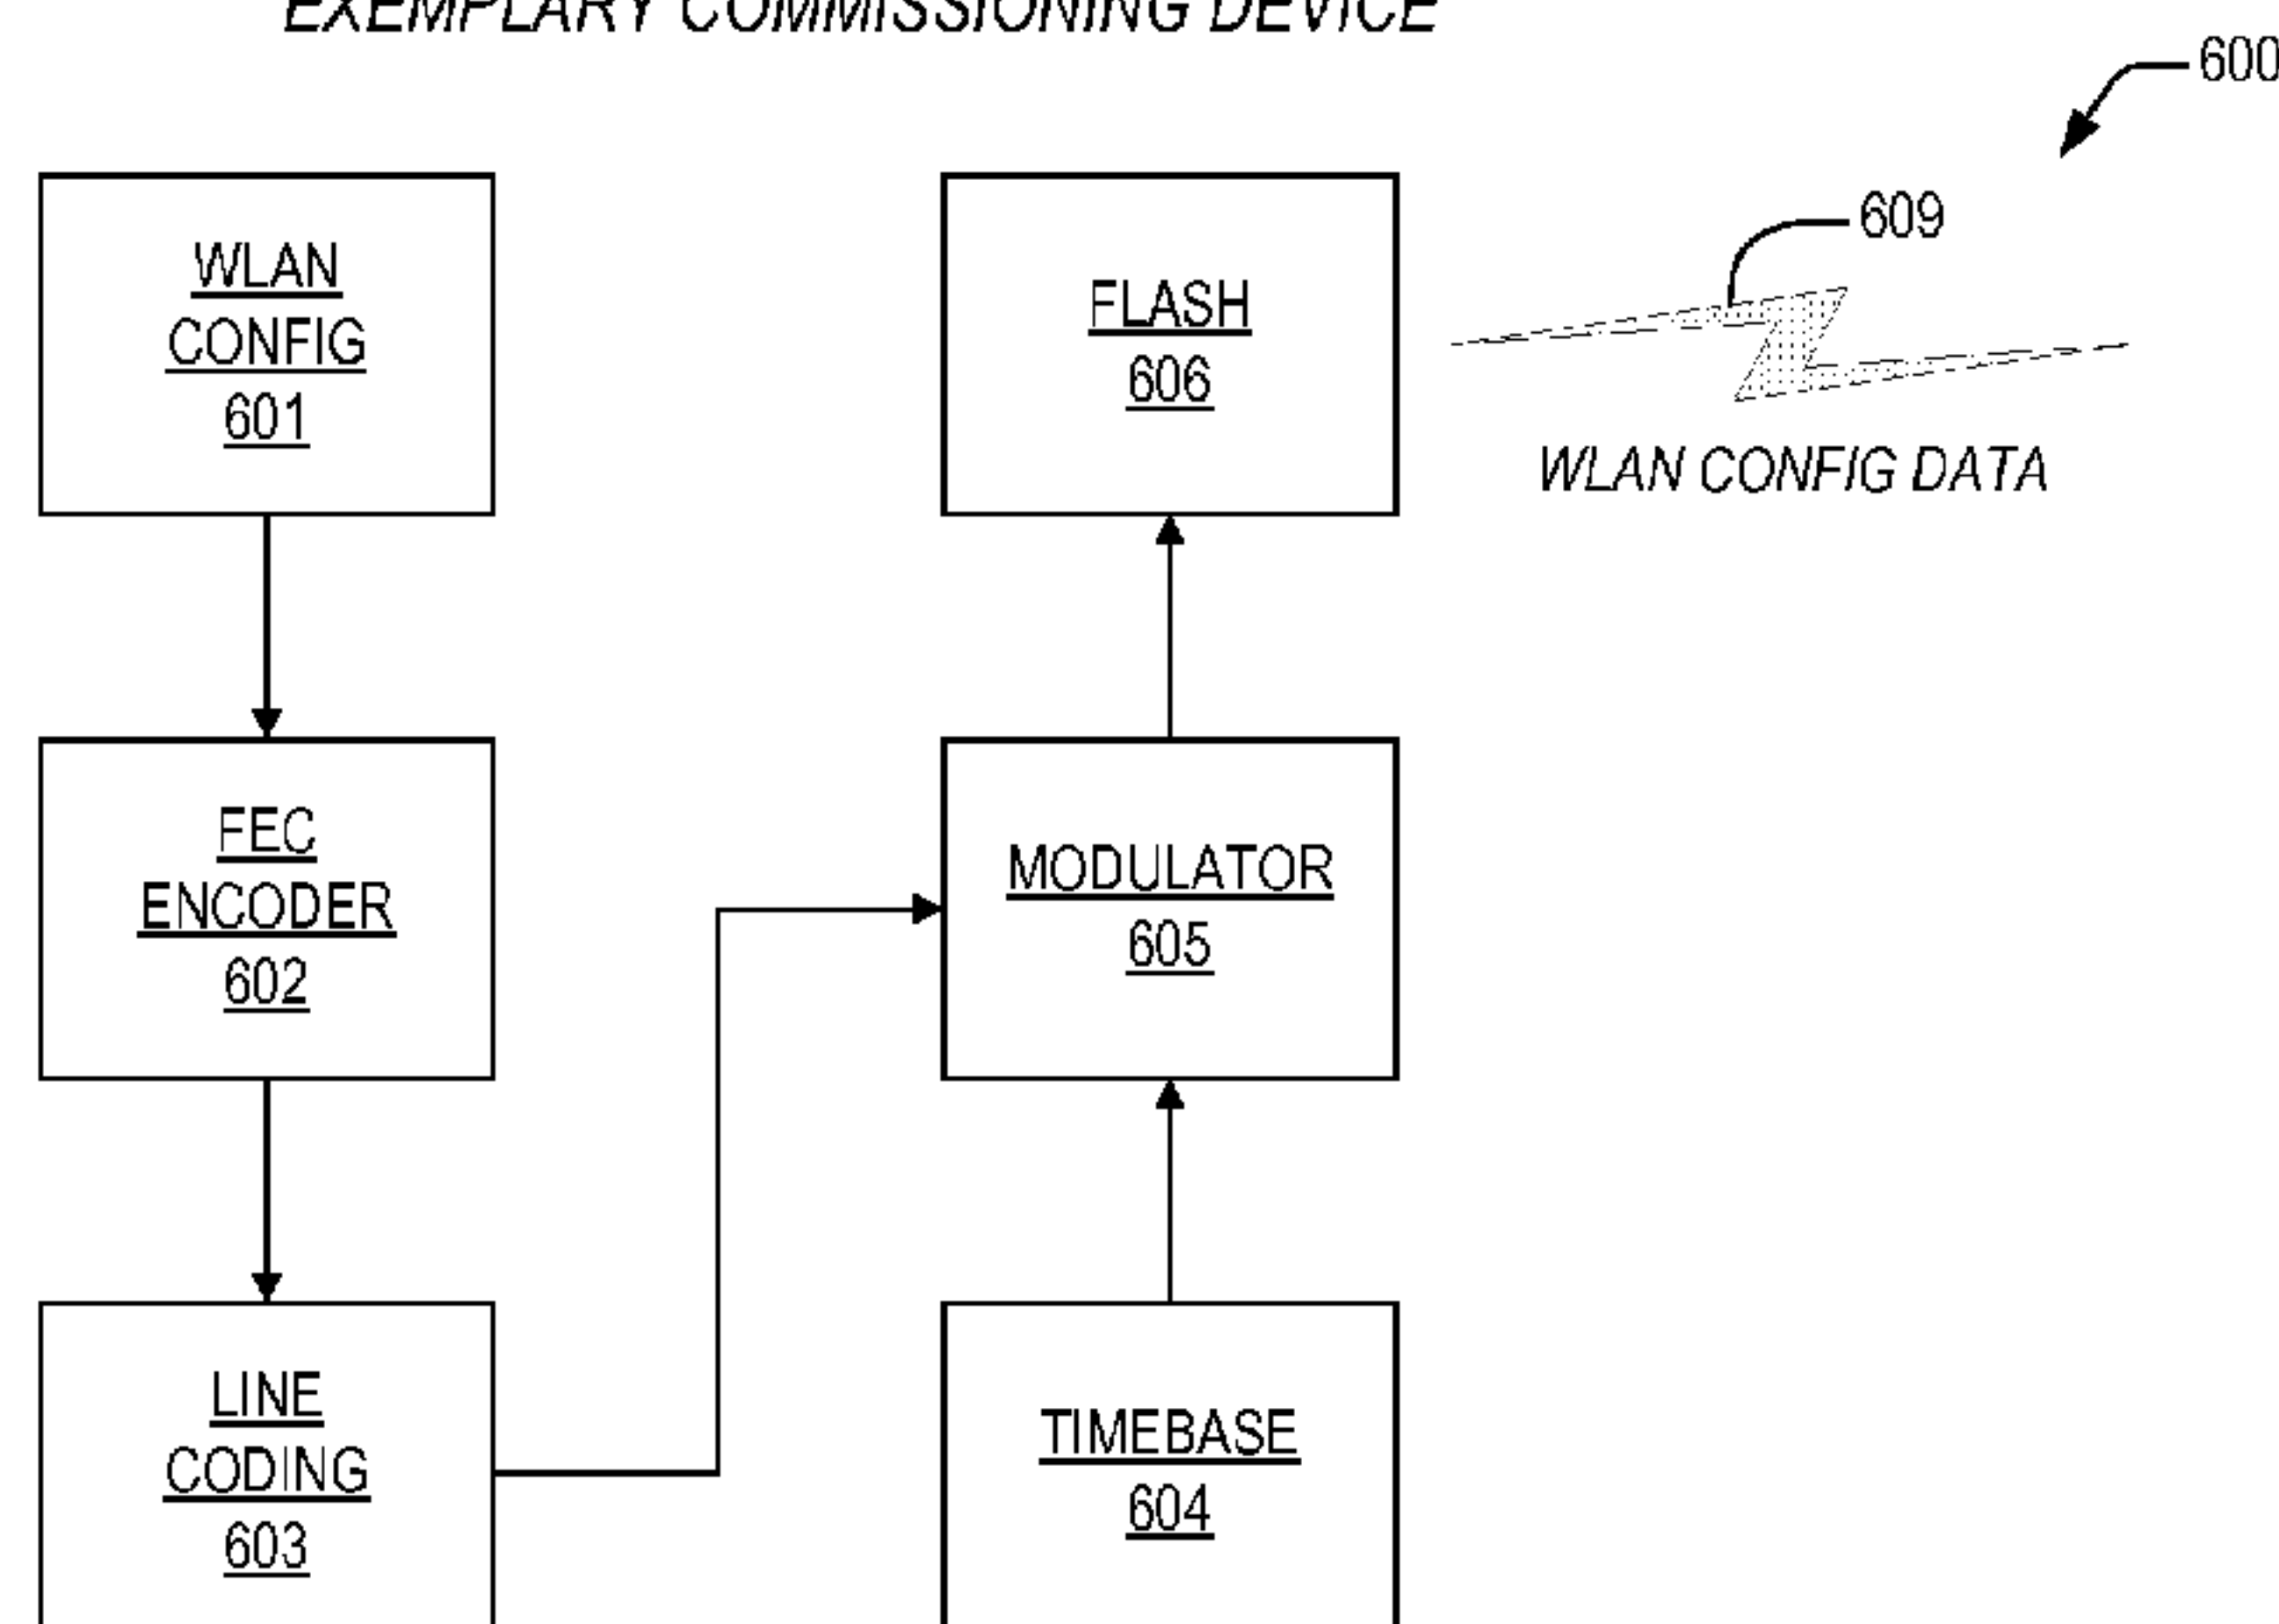 EXEMPLARY COMMISSIONING DEVICE
600
WLAN
CONFIG
601
FLASH
606
609
WLAN CONFIG DATA
FEC
ENCODER
602
MODULATOR
605
LINE
CODING
603
TIMEBASE
604